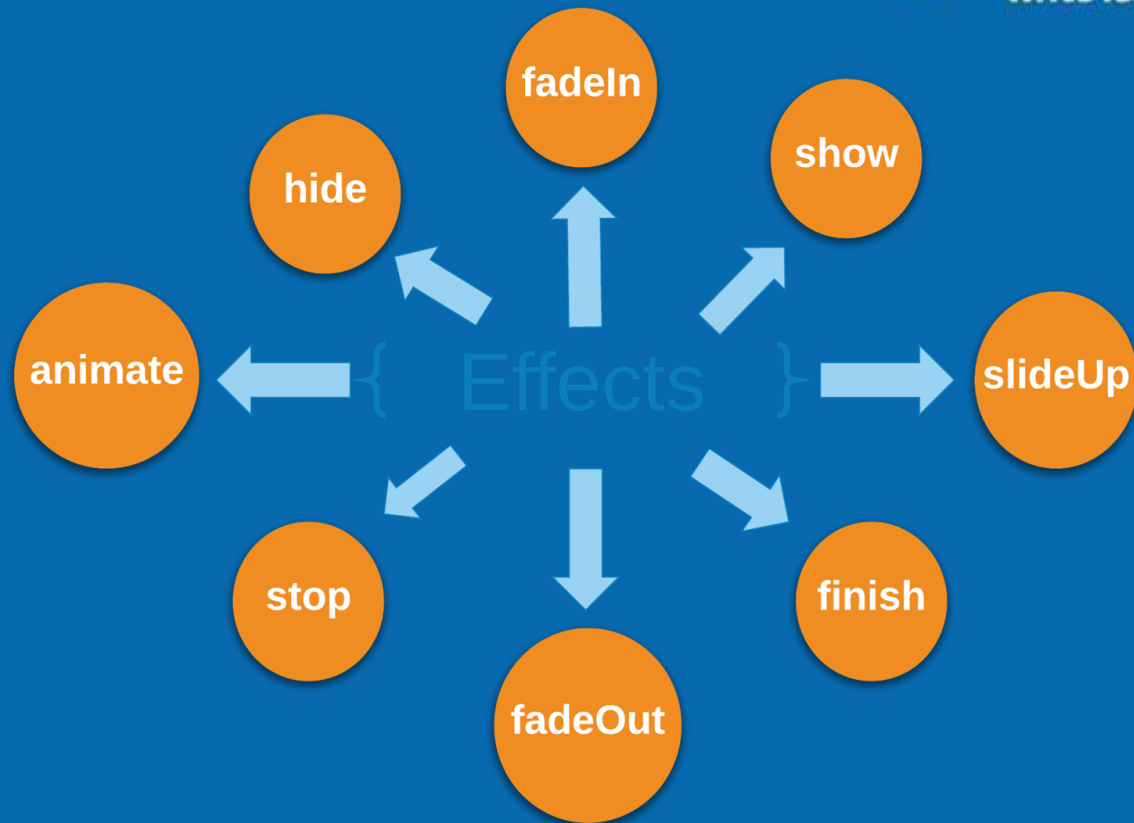 fadeIn
show
hide
{ Effects }
animate
slideUp
stop
finish
fadeOut